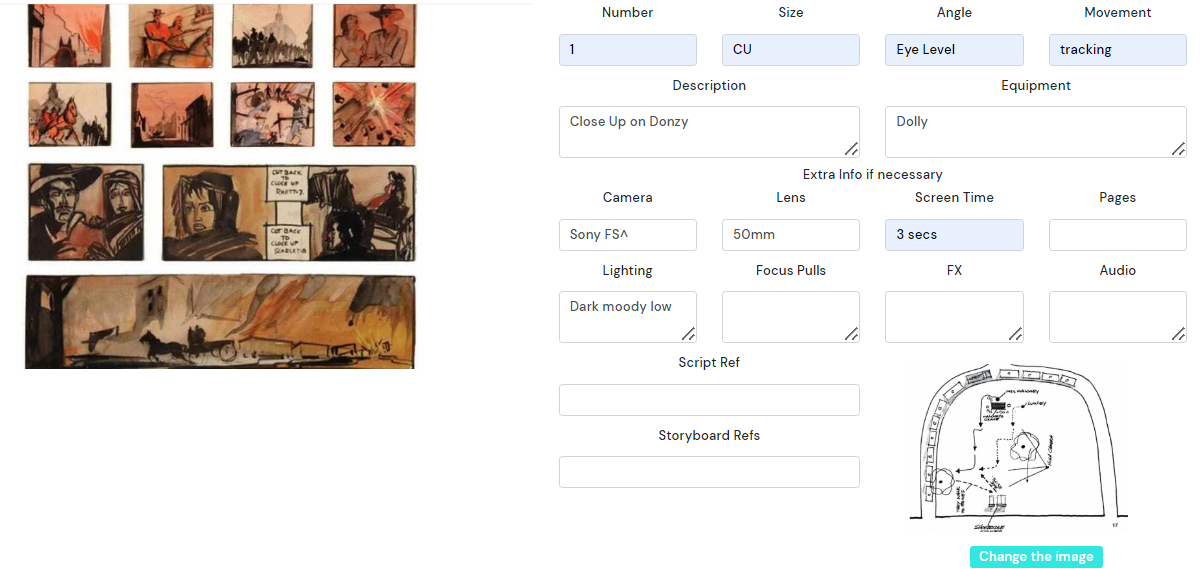 Number Size Angle Movement
1 CU Eye Level tracking
Description Equipment
Close Up on Donzy Dolly
Extra Info if necessary
Camera Lens Screen Time Pages
Sony FS^ 50mm 3 secs
Lighting Focus Pulls FX Audio
Dark moody low
Script Ref
Storyboard Refs
Change the image
CUT BACK
TO
CLOSE UP
RHETT-7.
CUT BACK
TO
CLOSE UP
SCARLET-8
17